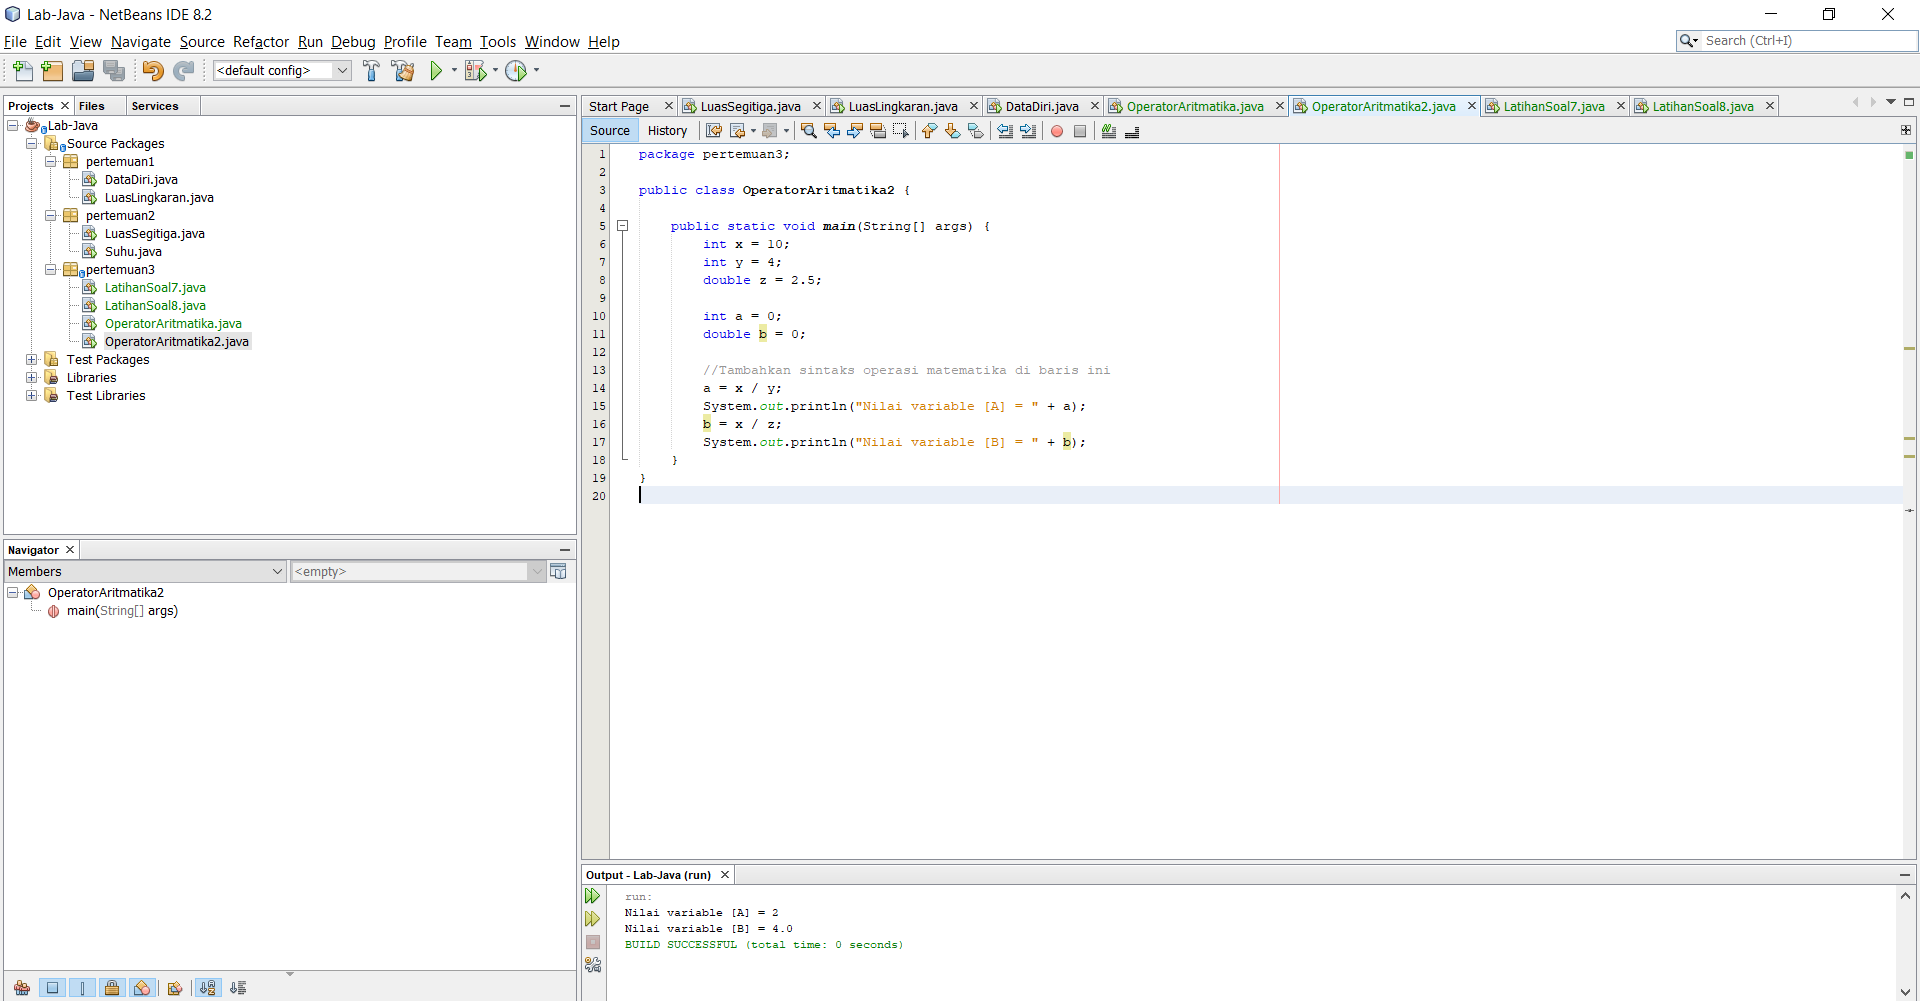 Lab-Java - NetBeans IDE 8.2
File Edit View Navigate Source Refactor Run Debug Profile Team Tools Window Help
Search (Ctrl+I)
<default config>
Projects Files Services
Lab-Java
Source Packages
pertemuan1
DataDiri.java
LuasLingkaran.java
pertemuan2
LuasSegitiga.java
Suhu.java
pertemuan3
LatihanSoal7.java
LatihanSoal8.java
OperatorAritmatika.java
OperatorAritmatika2.java
Test Packages
Libraries
Test Libraries
Navigator
Members
<empty>
OperatorAritmatika2
main(String[] args)
Start Page LuasSegitiga.java LuasLingkaran.java DataDiri.java OperatorAritmatika.java OperatorAritmatika2.java LatihanSoal7.java LatihanSoal8.java
Source History
1 package pertemuan3;
2
3 public class OperatorAritmatika2 {
4
5 public static void main(String[] args) {
6 int x = 10;
7 int y = 4;
8 double z = 2.5;
9
10 int a = 0;
11 double b = 0;
12
13 //Tambahkan sintaks operasi matematika di baris ini
14 a = x / y;
15 System.out.println("Nilai variable [A] = " + a);
16 b = x / z;
17 System.out.println("Nilai variable [B] = " + b);
18 }
19 }
20
Output - Lab-Java (run)
run:
Nilai variable [A] = 2
Nilai variable [B] = 4.0
BUILD SUCCESSFUL (total time: 0 seconds)